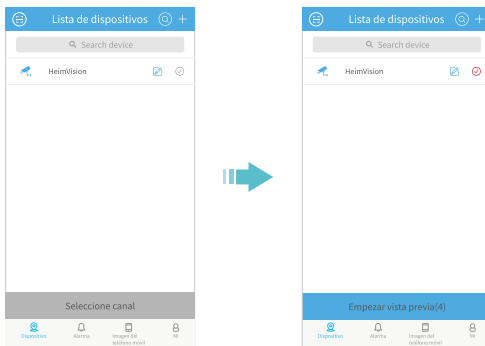 Lista de dispositivos
Search device
HeimVision
Seleccione canal
Dispositivo
Alarma
Imagen del
teléfono móvil
Mi
Lista de dispositivos
Search device
HeimVision
Empezar vista previa(4)
Dispositivo
Alarma
Imagen del
teléfono móvil
Mi